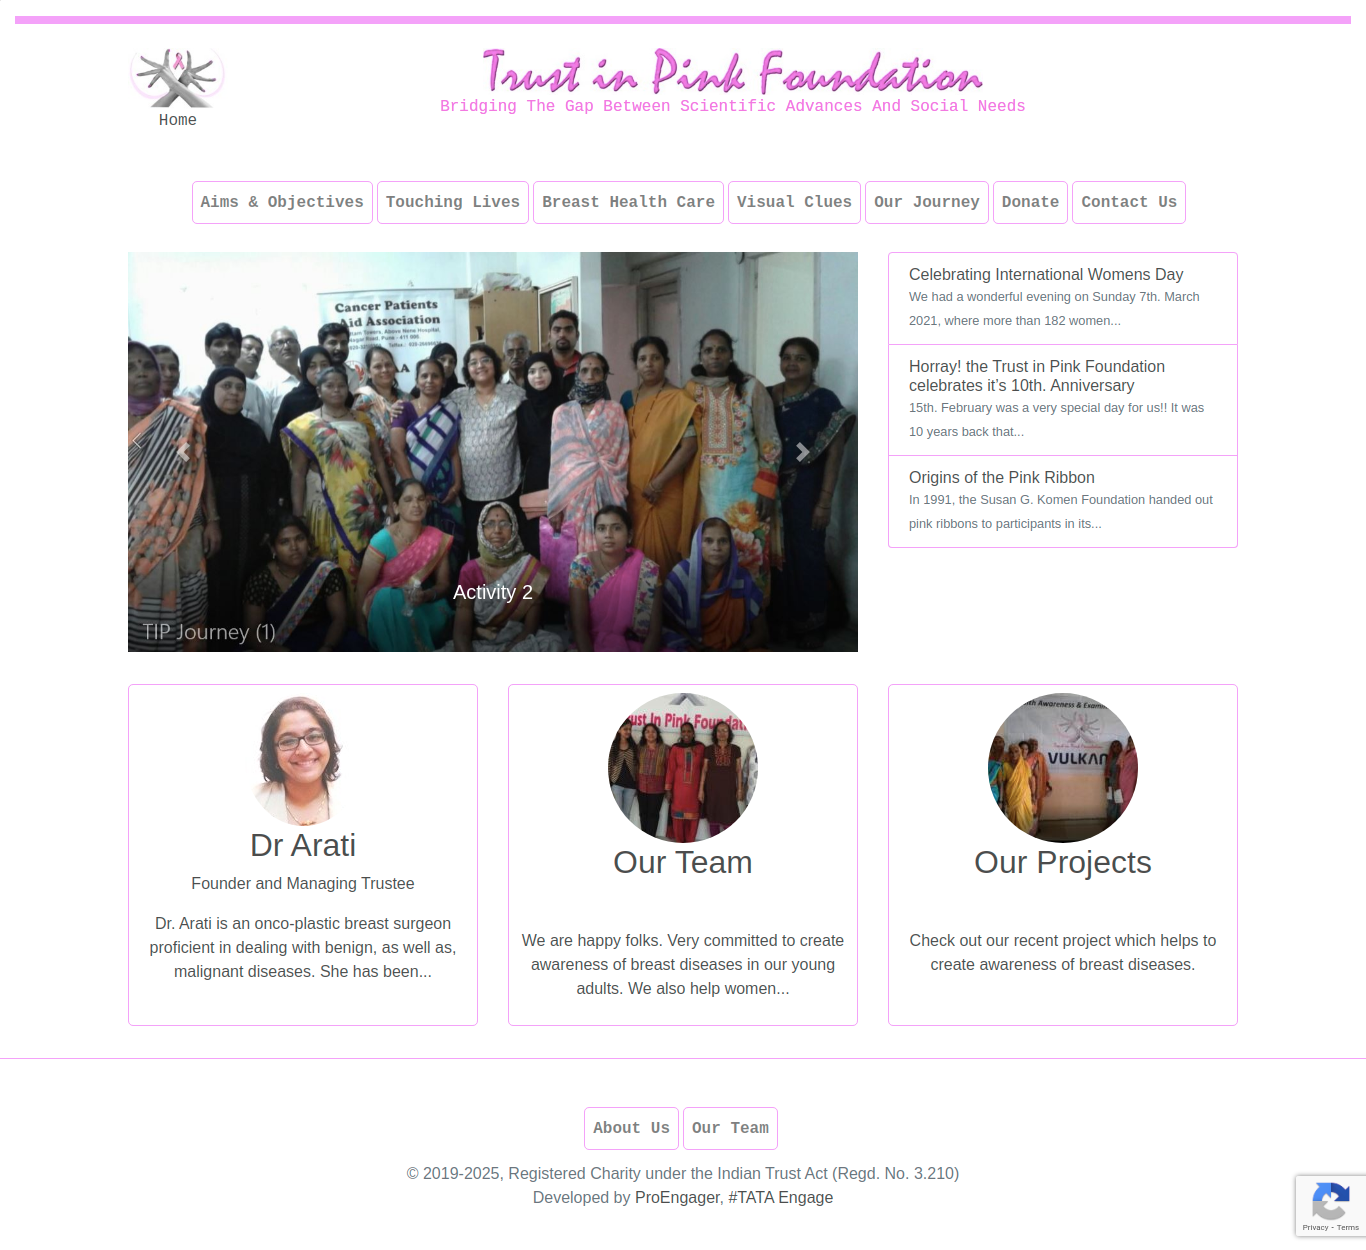 Trust in Pink Foundation
Bridging The Gap Between Scientific Advances And Social Needs
Home
Aims & Objectives
Touching Lives
Breast Health Care
Visual Clues
Our Journey
Donate
Contact Us
Cancer Patients
Aid Association
Activity 2
TIP Journey (1)
Celebrating International Womens Day
We had a wonderful evening on Sunday 7th. March
2021, where more than 182 women...
Horray! the Trust in Pink Foundation
celebrates it’s 10th. Anniversary
15th. February was a very special day for us!! It was
10 years back that...
Origins of the Pink Ribbon
In 1991, the Susan G. Komen Foundation handed out
pink ribbons to participants in its...
Dr Arati
Founder and Managing Trustee
Dr. Arati is an onco-plastic breast surgeon
proficient in dealing with benign, as well as,
malignant diseases. She has been...
Our Team
We are happy folks. Very committed to create
awareness of breast diseases in our young
adults. We also help women...
VULKAN
Our Projects
Check out our recent project which helps to
create awareness of breast diseases.
About Us
Our Team
© 2019-2025, Registered Charity under the Indian Trust Act (Regd. No. 3.210)
Developed by ProEngager, #TATA Engage
Privacy - Terms